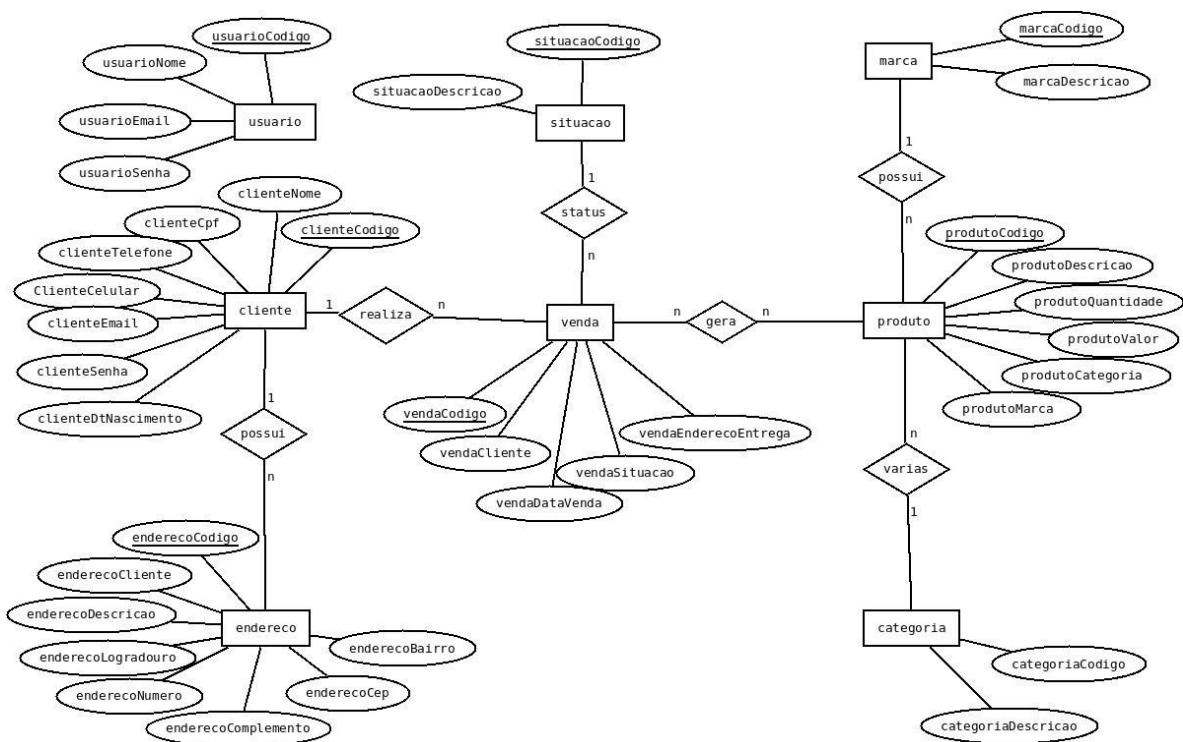 usuarioCodigo
usuarioNome
usuarioEmail
usuario
usuarioSenha
situacaoCodigo
situacaoDescricao
situacao
1
status
n
marcaCodigo
marca
marcaDescricao
1
possui
n
clienteNome
clienteCpf
clienteCodigo
clienteTelefone
ClienteCelular
cliente
clienteEmail
clienteSenha
clienteDtNascimento
1
realiza
n
venda
n
gera
n
produto
produtoCodigo
produtoDescricao
produtoQuantidade
produtoValor
produtoCategoria
produtoMarca
vendaCodigo
vendaCliente
vendaDataVenda
vendaSituacao
vendaEnderecoEntrega
1
possui
n
n
varias
1
enderecoCodigo
enderecoCliente
enderecoDescricao
endereco
enderecoLogradouro
enderecoNumero
enderecoComplemento
enderecoCep
enderecoBairro
categoria
categoriaCodigo
categoriaDescricao